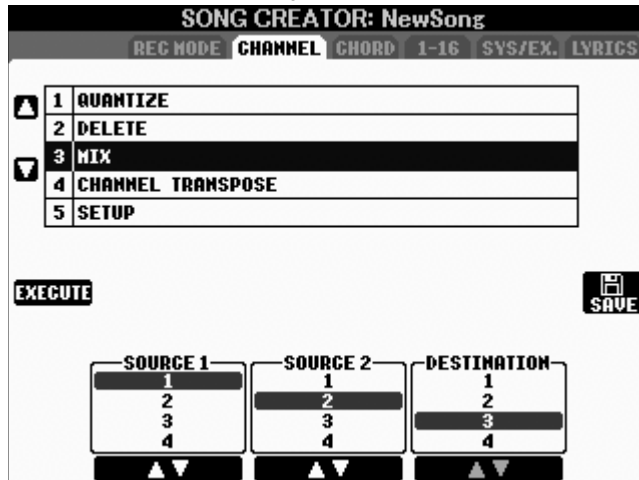 SONG CREATOR: NewSong
REC MODE CHANNEL CHORD 1-16 SYS/EX. LYRICS
1 QUANTIZE
2 DELETE
3 MIX
4 CHANNEL TRANSPOSE
5 SETUP
EXECUTE
SAVE
SOURCE 1 SOURCE 2 DESTINATION
1 1 1
2 2 2
3 3 3
4 4 4